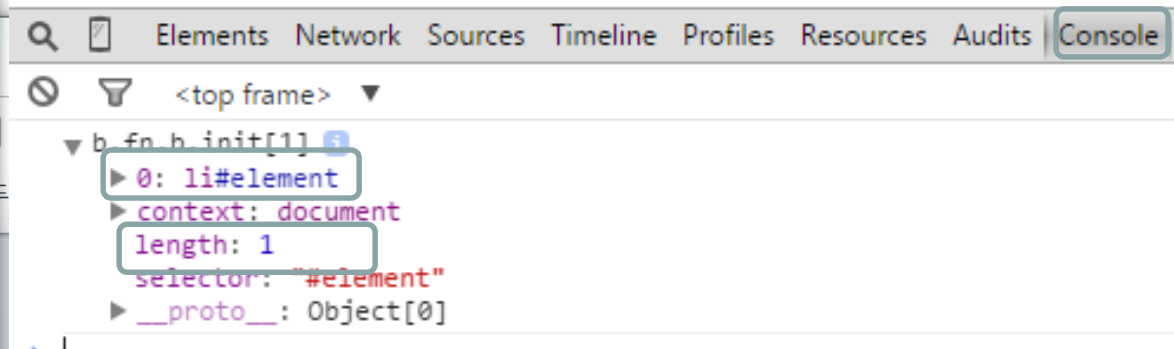 Elements Network Sources Timeline Profiles Resources Audits Console
<top frame> ▼
▼ b.fn.b.init[1] i
▶ 0: li#element
▶ context: document
length: 1
selector: "#element"
▶ __proto__: Object[0]